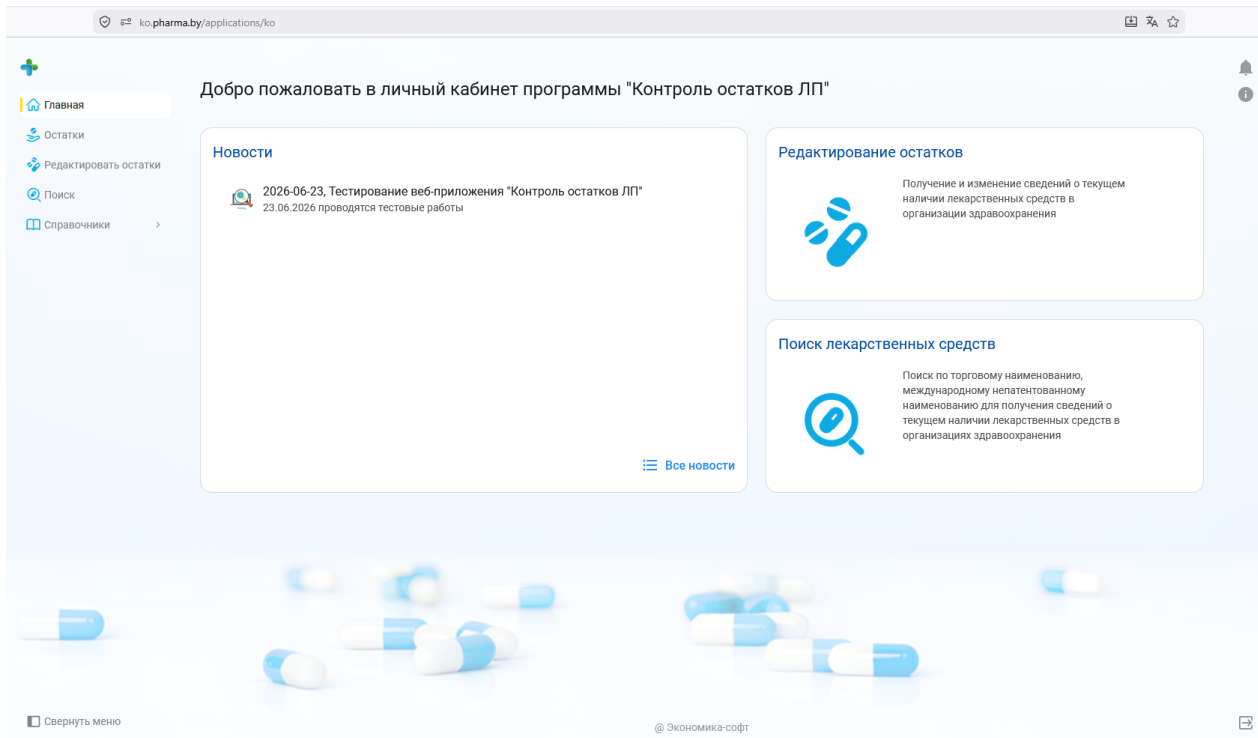 ko.pharma.by/applications/ko
Добро пожаловать в личный кабинет программы "Контроль остатков ЛП"
Главная
Остатки
Редактировать остатки
Поиск
Справочники
Новости
2026-06-23, Тестирование веб-приложения "Контроль остатков ЛП"
23.06.2026 проводятся тестовые работы
Все новости
Редактирование остатков
Получение и изменение сведений о текущем
наличии лекарственных средств в
организации здравоохранения
Поиск лекарственных средств
Поиск по торговому наименованию,
международному непатентованному
наименованию для получения сведений о
текущем наличии лекарственных средств в
организациях здравоохранения
Свернуть меню
@ Экономика-софт